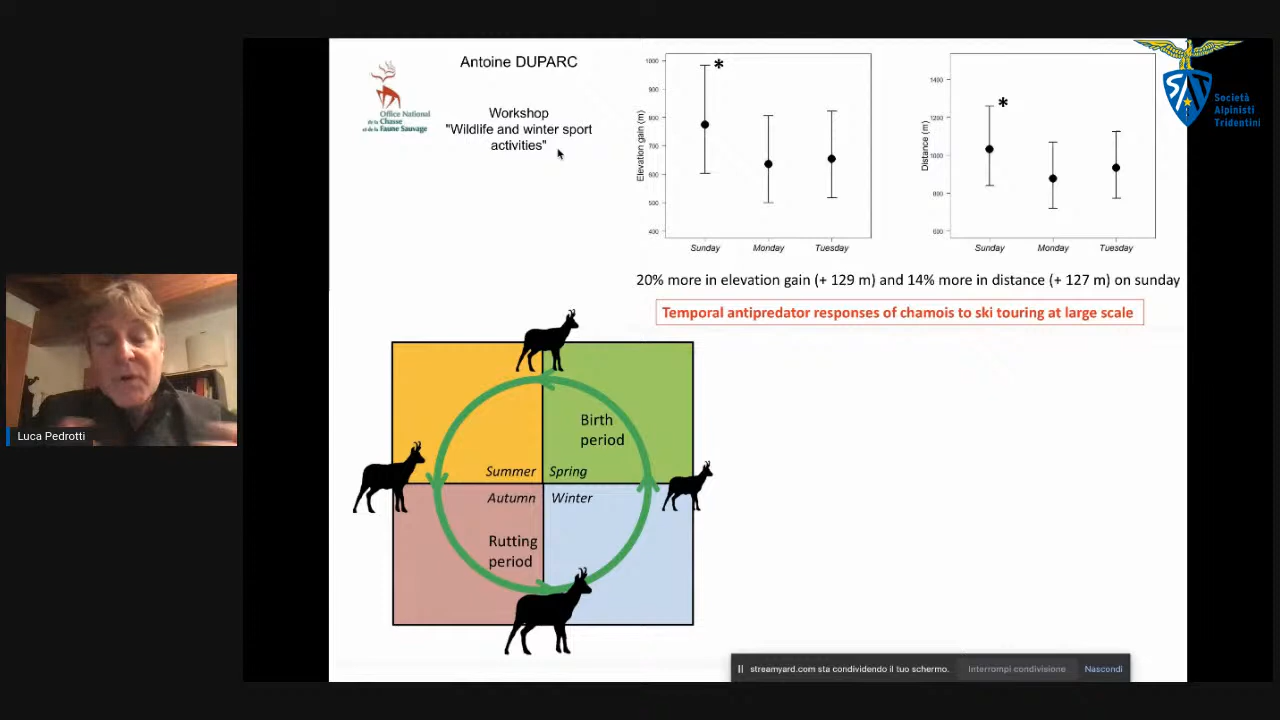 Antoine DUPARC
Office National
de la Chasse
et de la Faune Sauvage
Workshop
"Wildlife and winter sport
activities"
Elevation gain (m)
1000
900
800
700
600
500
400
Sunday
Monday
Tuesday
*
Distance (m)
1400
1200
1000
800
600
Sunday
Monday
Tuesday
*
SAT
Società
Alpinisti
Tridentini
20% more in elevation gain (+ 129 m) and 14% more in distance (+ 127 m) on sunday
Temporal antipredator responses of chamois to ski touring at large scale
Birth
period
Summer
Spring
Autumn
Winter
Rutting
period
Luca Pedrotti
streamyard.com sta condividendo il tuo schermo.
Interrompi condivisione
Nascondi